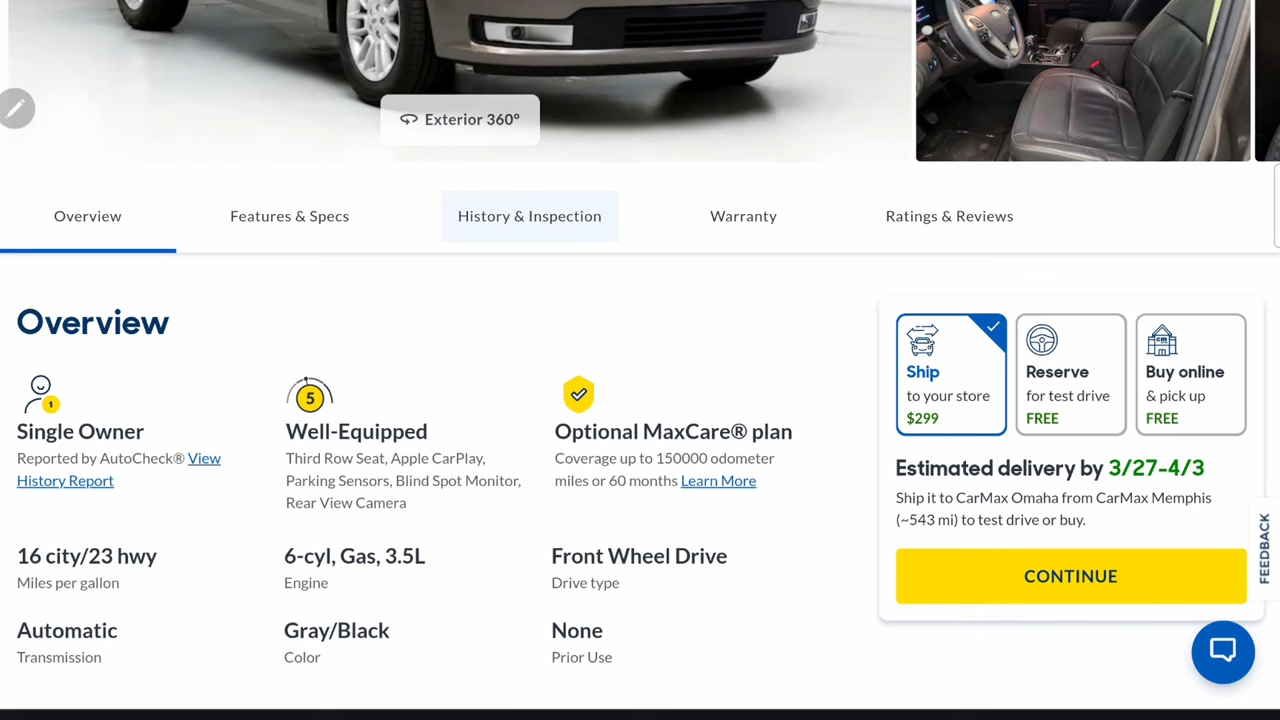 Exterior 360°
Overview
Features & Specs
History & Inspection
Warranty
Ratings & Reviews
Overview
1
Single Owner
Reported by AutoCheck® View
History Report
5
Well-Equipped
Third Row Seat, Apple CarPlay,
Parking Sensors, Blind Spot Monitor,
Rear View Camera
Optional MaxCare® plan
Coverage up to 150000 odometer
miles or 60 months Learn More
16 city/23 hwy
Miles per gallon
6-cyl, Gas, 3.5L
Engine
Front Wheel Drive
Drive type
Automatic
Transmission
Gray/Black
Color
None
Prior Use
Ship
to your store
$299
Reserve
for test drive
FREE
cm
Buy online
& pick up
FREE
Estimated delivery by 3/27-4/3
Ship it to CarMax Omaha from CarMax Memphis
(~543 mi) to test drive or buy.
CONTINUE
FEEDBACK